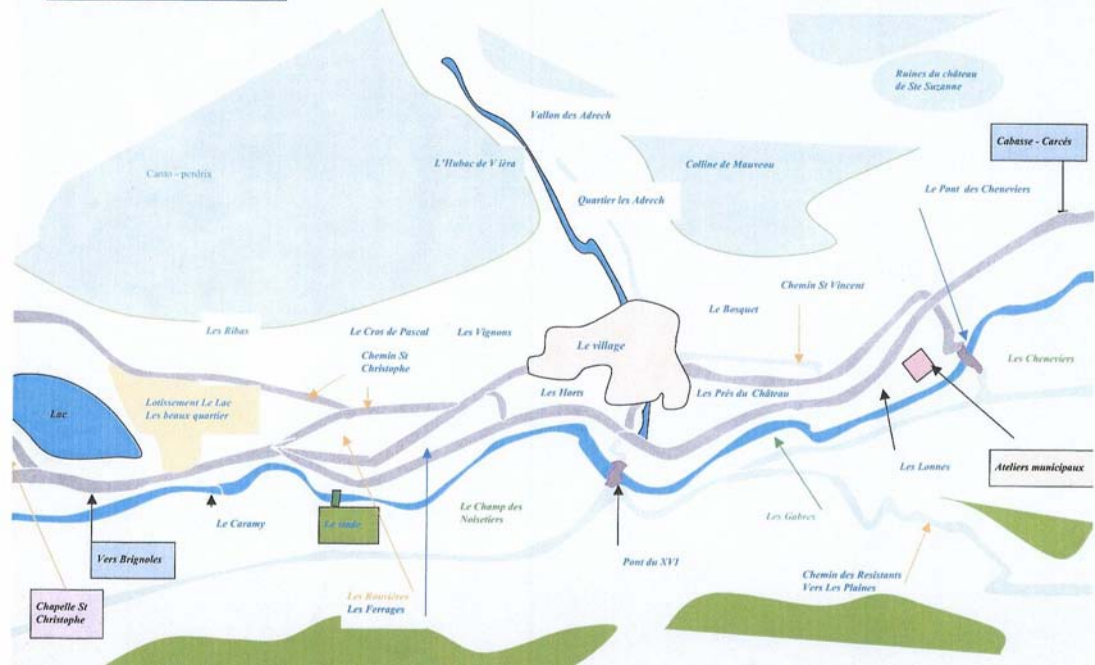 Ruines du château
de Ste Suzanne
Vallon des Adrech
Cabasse - Carcés
L'Hubac de Vièra
Colline de Mauveou
Canto - perdrix
Le Pont des Cheneviers
Quartier les Adrech
Chemin St Vincent
Le Bosquet
Les Ribas
Le Cros de Pascal
Les Vignons
Chemin St
Christophe
Le village
Les Cheneviers
Les Horts
Les Près du Château
Lac
Lotissement Le Lac
Les beaux quartier
Les Lonnes
Ateliers municipaux
Le Champ des
Noisetiers
Les Gabres
Le Caramy
Le stade
Vers Brignoles
Pont du XVI
Chemin des Resistants
Vers Les Plaines
Les Rouvières
Les Ferrages
Chapelle St
Christophe